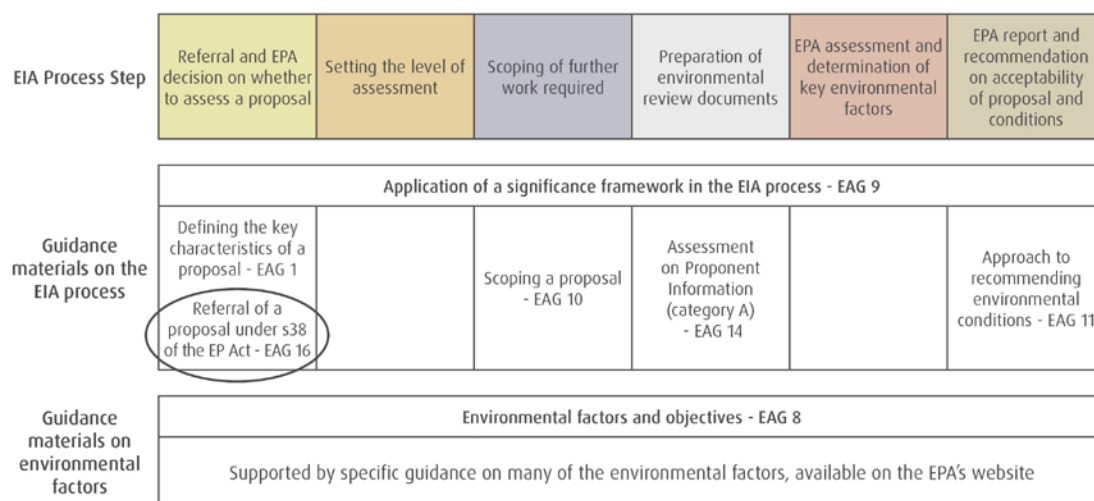 EIA Process Step
Referral and EPA
decision on whether
to assess a proposal
Setting the level of
assessment
Scoping of further
work required
Preparation of
environmental
review documents
EPA assessment and
determination of
key environmental
factors
EPA report and
recommendation
on acceptability
of proposal and
conditions
Guidance
materials on the
EIA process
Application of a significance framework in the EIA process - EAG 9
Defining the key
characteristics of a
proposal - EAG 1
Referral of a
proposal under s38
of the EP Act - EAG 16
Scoping a proposal
- EAG 10
Assessment
on Proponent
Information
(category A)
- EAG 14
Approach to
recommending
environmental
conditions - EAG 11
Guidance
materials on
environmental
factors
Environmental factors and objectives - EAG 8
Supported by specific guidance on many of the environmental factors, available on the EPA's website